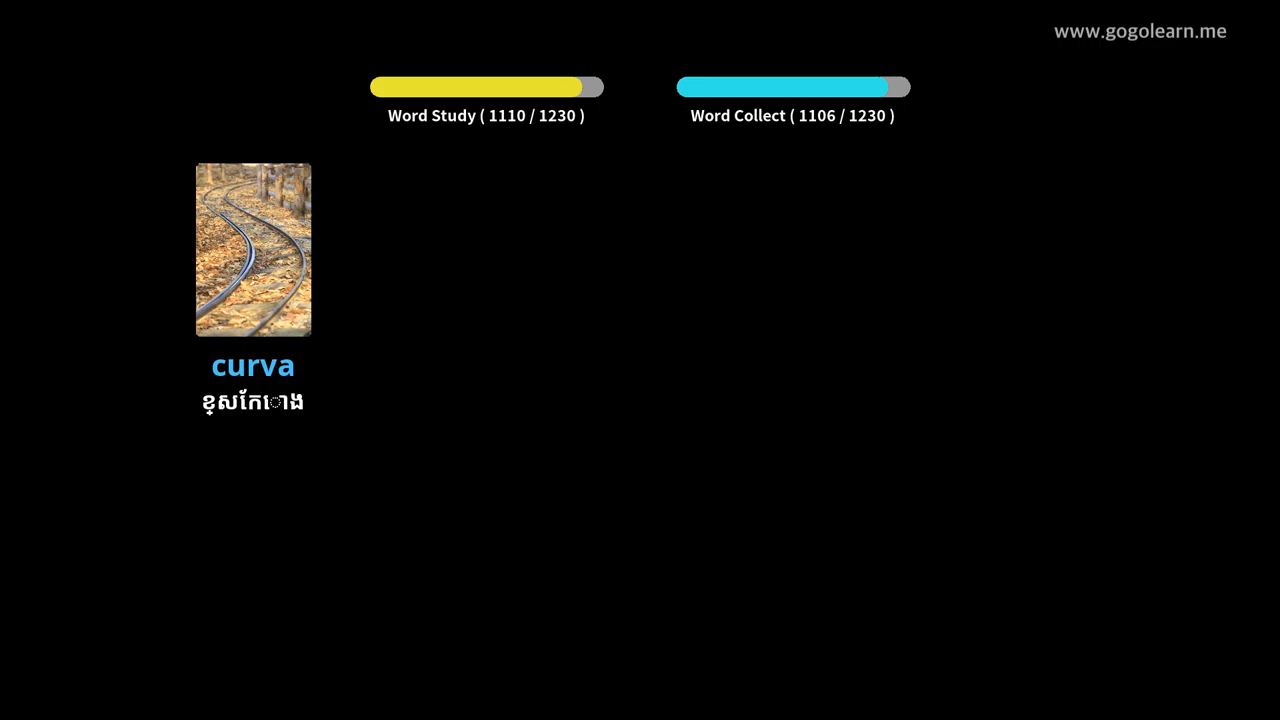 www.gogolearn.me
Word Study ( 1110 / 1230 )
Word Collect ( 1106 / 1230 )
curva
ខ្សែកោង